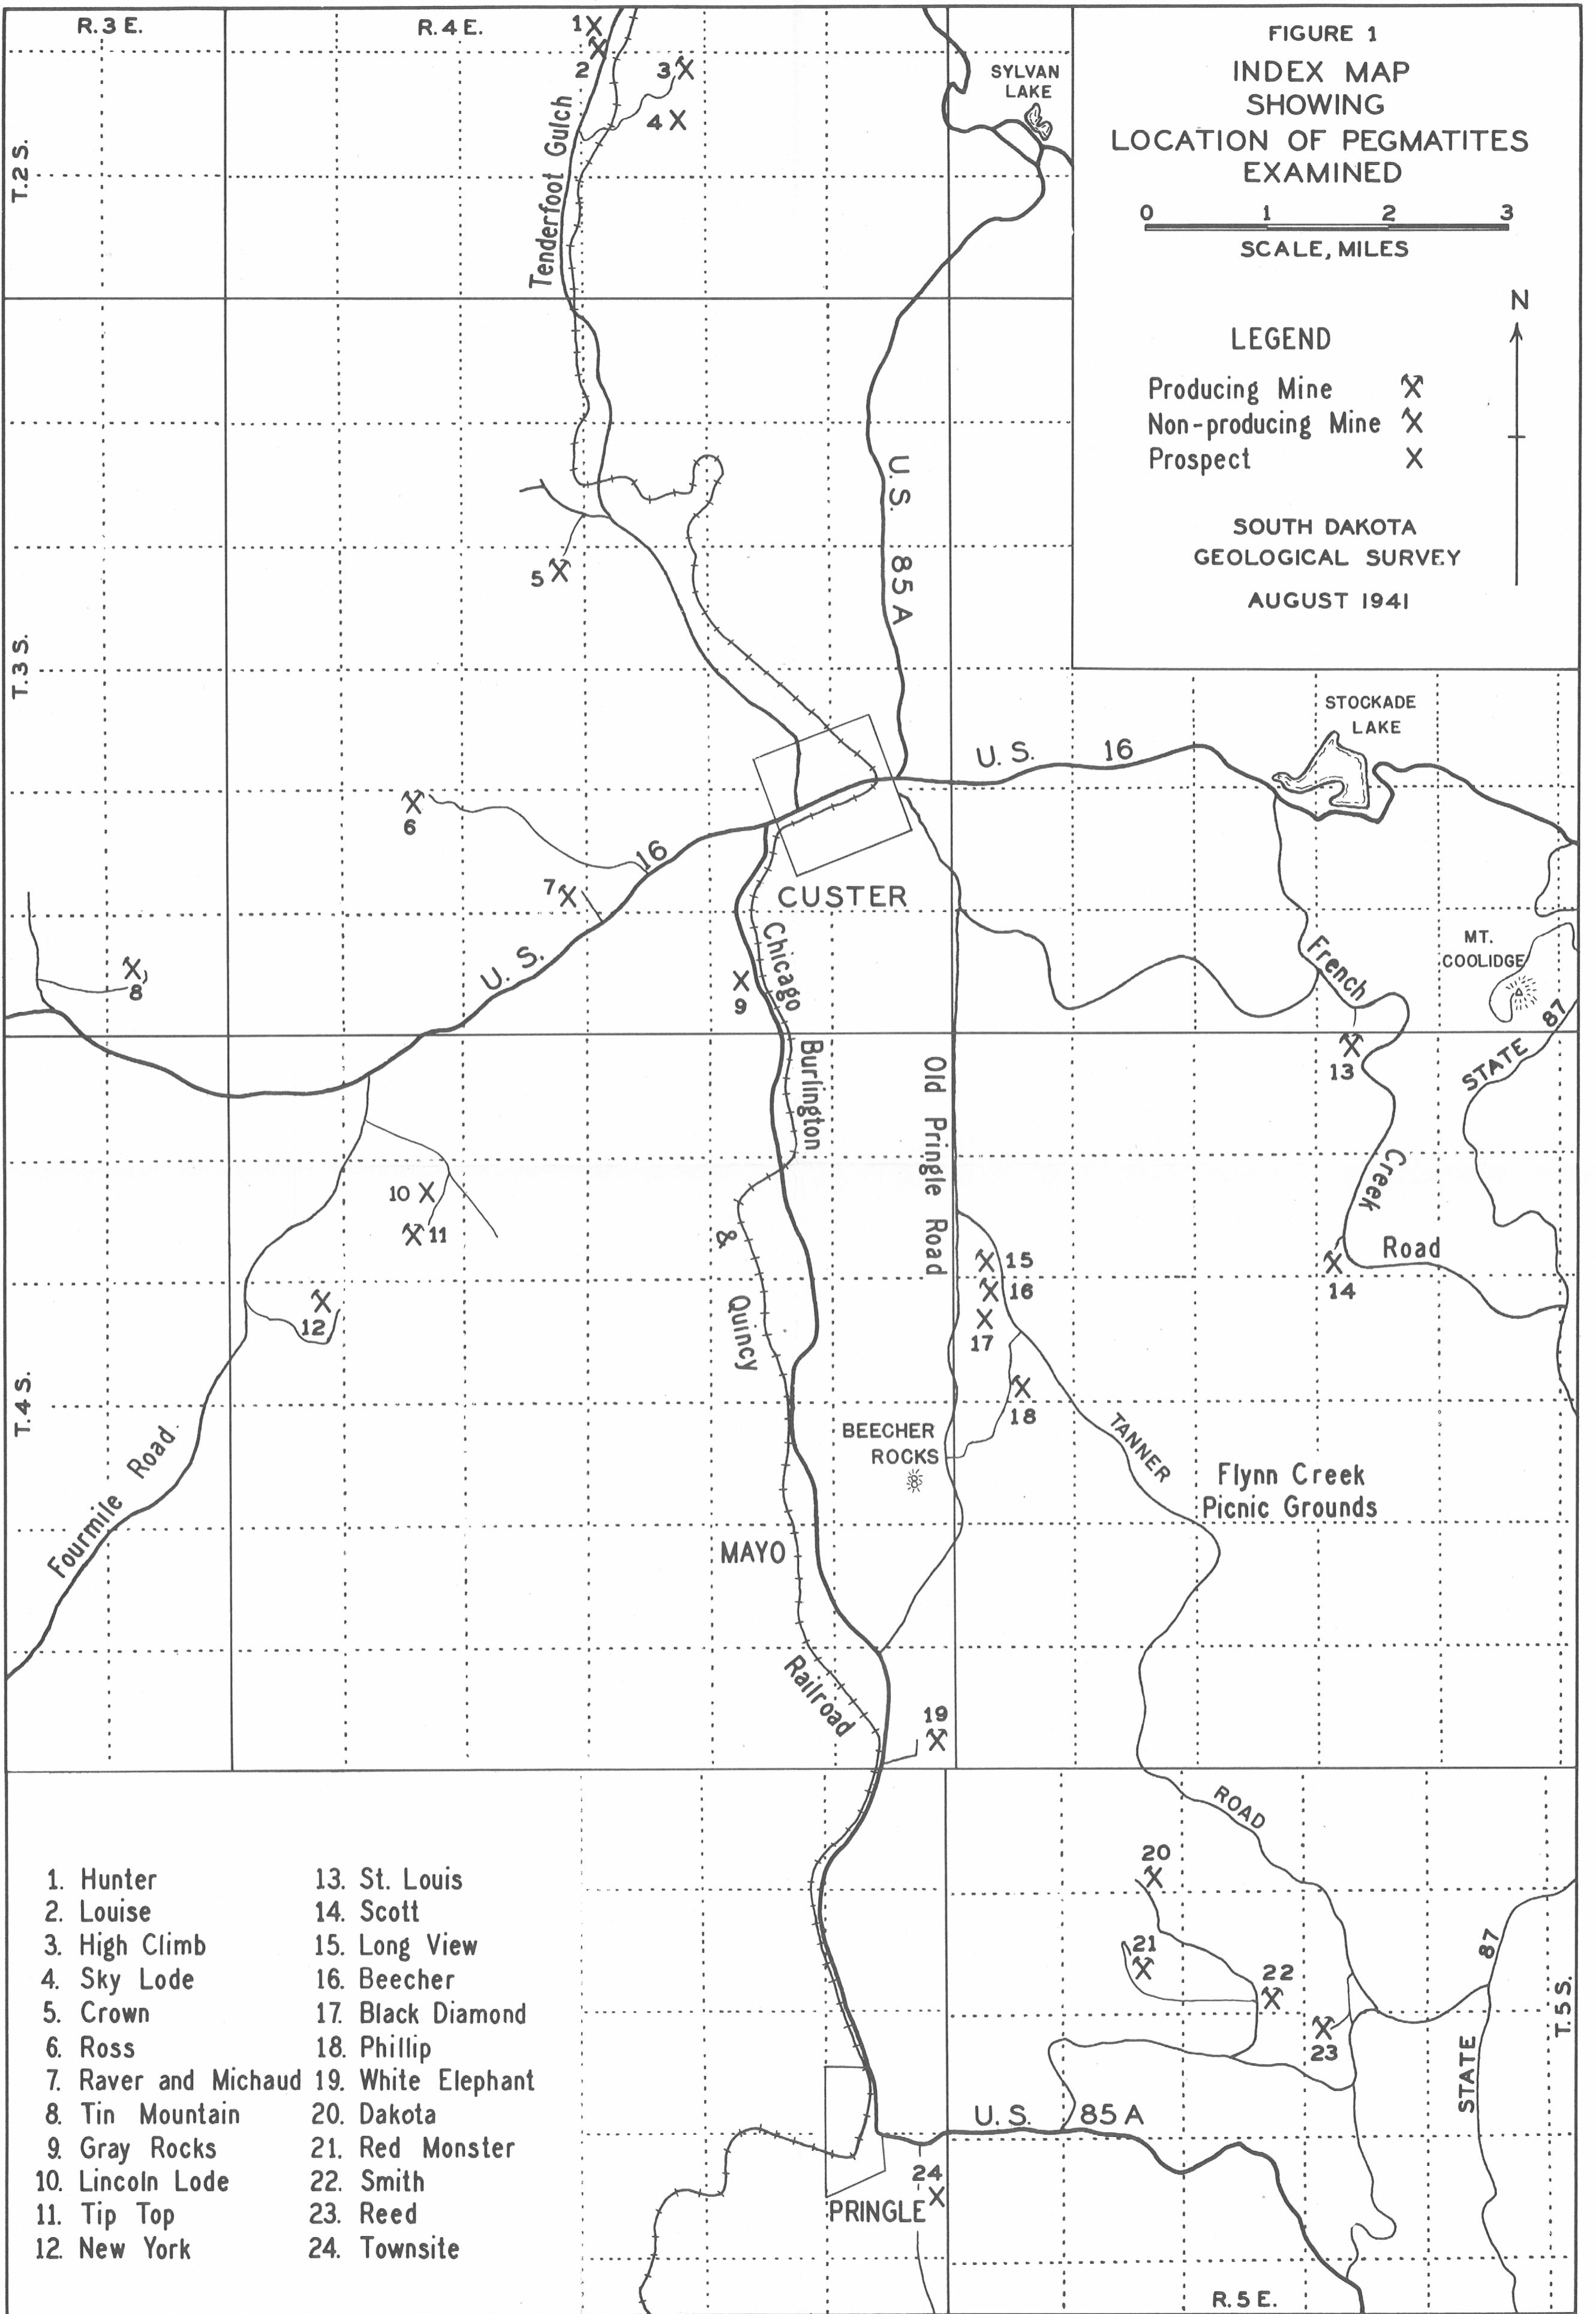 R. 3 E.
R. 4 E.
1
2
3
4
Tenderfoot Gulch
SYLVAN
LAKE
FIGURE 1
INDEX MAP
SHOWING
LOCATION OF PEGMATITES
EXAMINED
0 1 2 3
SCALE, MILES
N
LEGEND
Producing Mine
Non-producing Mine
Prospect
SOUTH DAKOTA
GEOLOGICAL SURVEY
AUGUST 1941
T. 2 S.
T. 3 S.
T. 4 S.
U.S. 85 A
5
STOCKADE
LAKE
U. S. 16
6
16
7
CUSTER
U. S.
8
9
Chicago
Burlington
&
Quincy
Railroad
French
Creek
Road
MT.
COOLIDGE
STATE 87
13
Old Pringle Road
10
11
12
14
15
16
17
18
BEECHER
ROCKS
TANNER
Flynn Creek
Picnic Grounds
Fourmile Road
MAYO
19
ROAD
20
21
22
23
87
STATE
T. 5 S.
U. S. 85 A
24
PRINGLE
R. 5 E.
1. Hunter
2. Louise
3. High Climb
4. Sky Lode
5. Crown
6. Ross
7. Raver and Michaud
8. Tin Mountain
9. Gray Rocks
10. Lincoln Lode
11. Tip Top
12. New York
13. St. Louis
14. Scott
15. Long View
16. Beecher
17. Black Diamond
18. Phillip
19. White Elephant
20. Dakota
21. Red Monster
22. Smith
23. Reed
24. Townsite